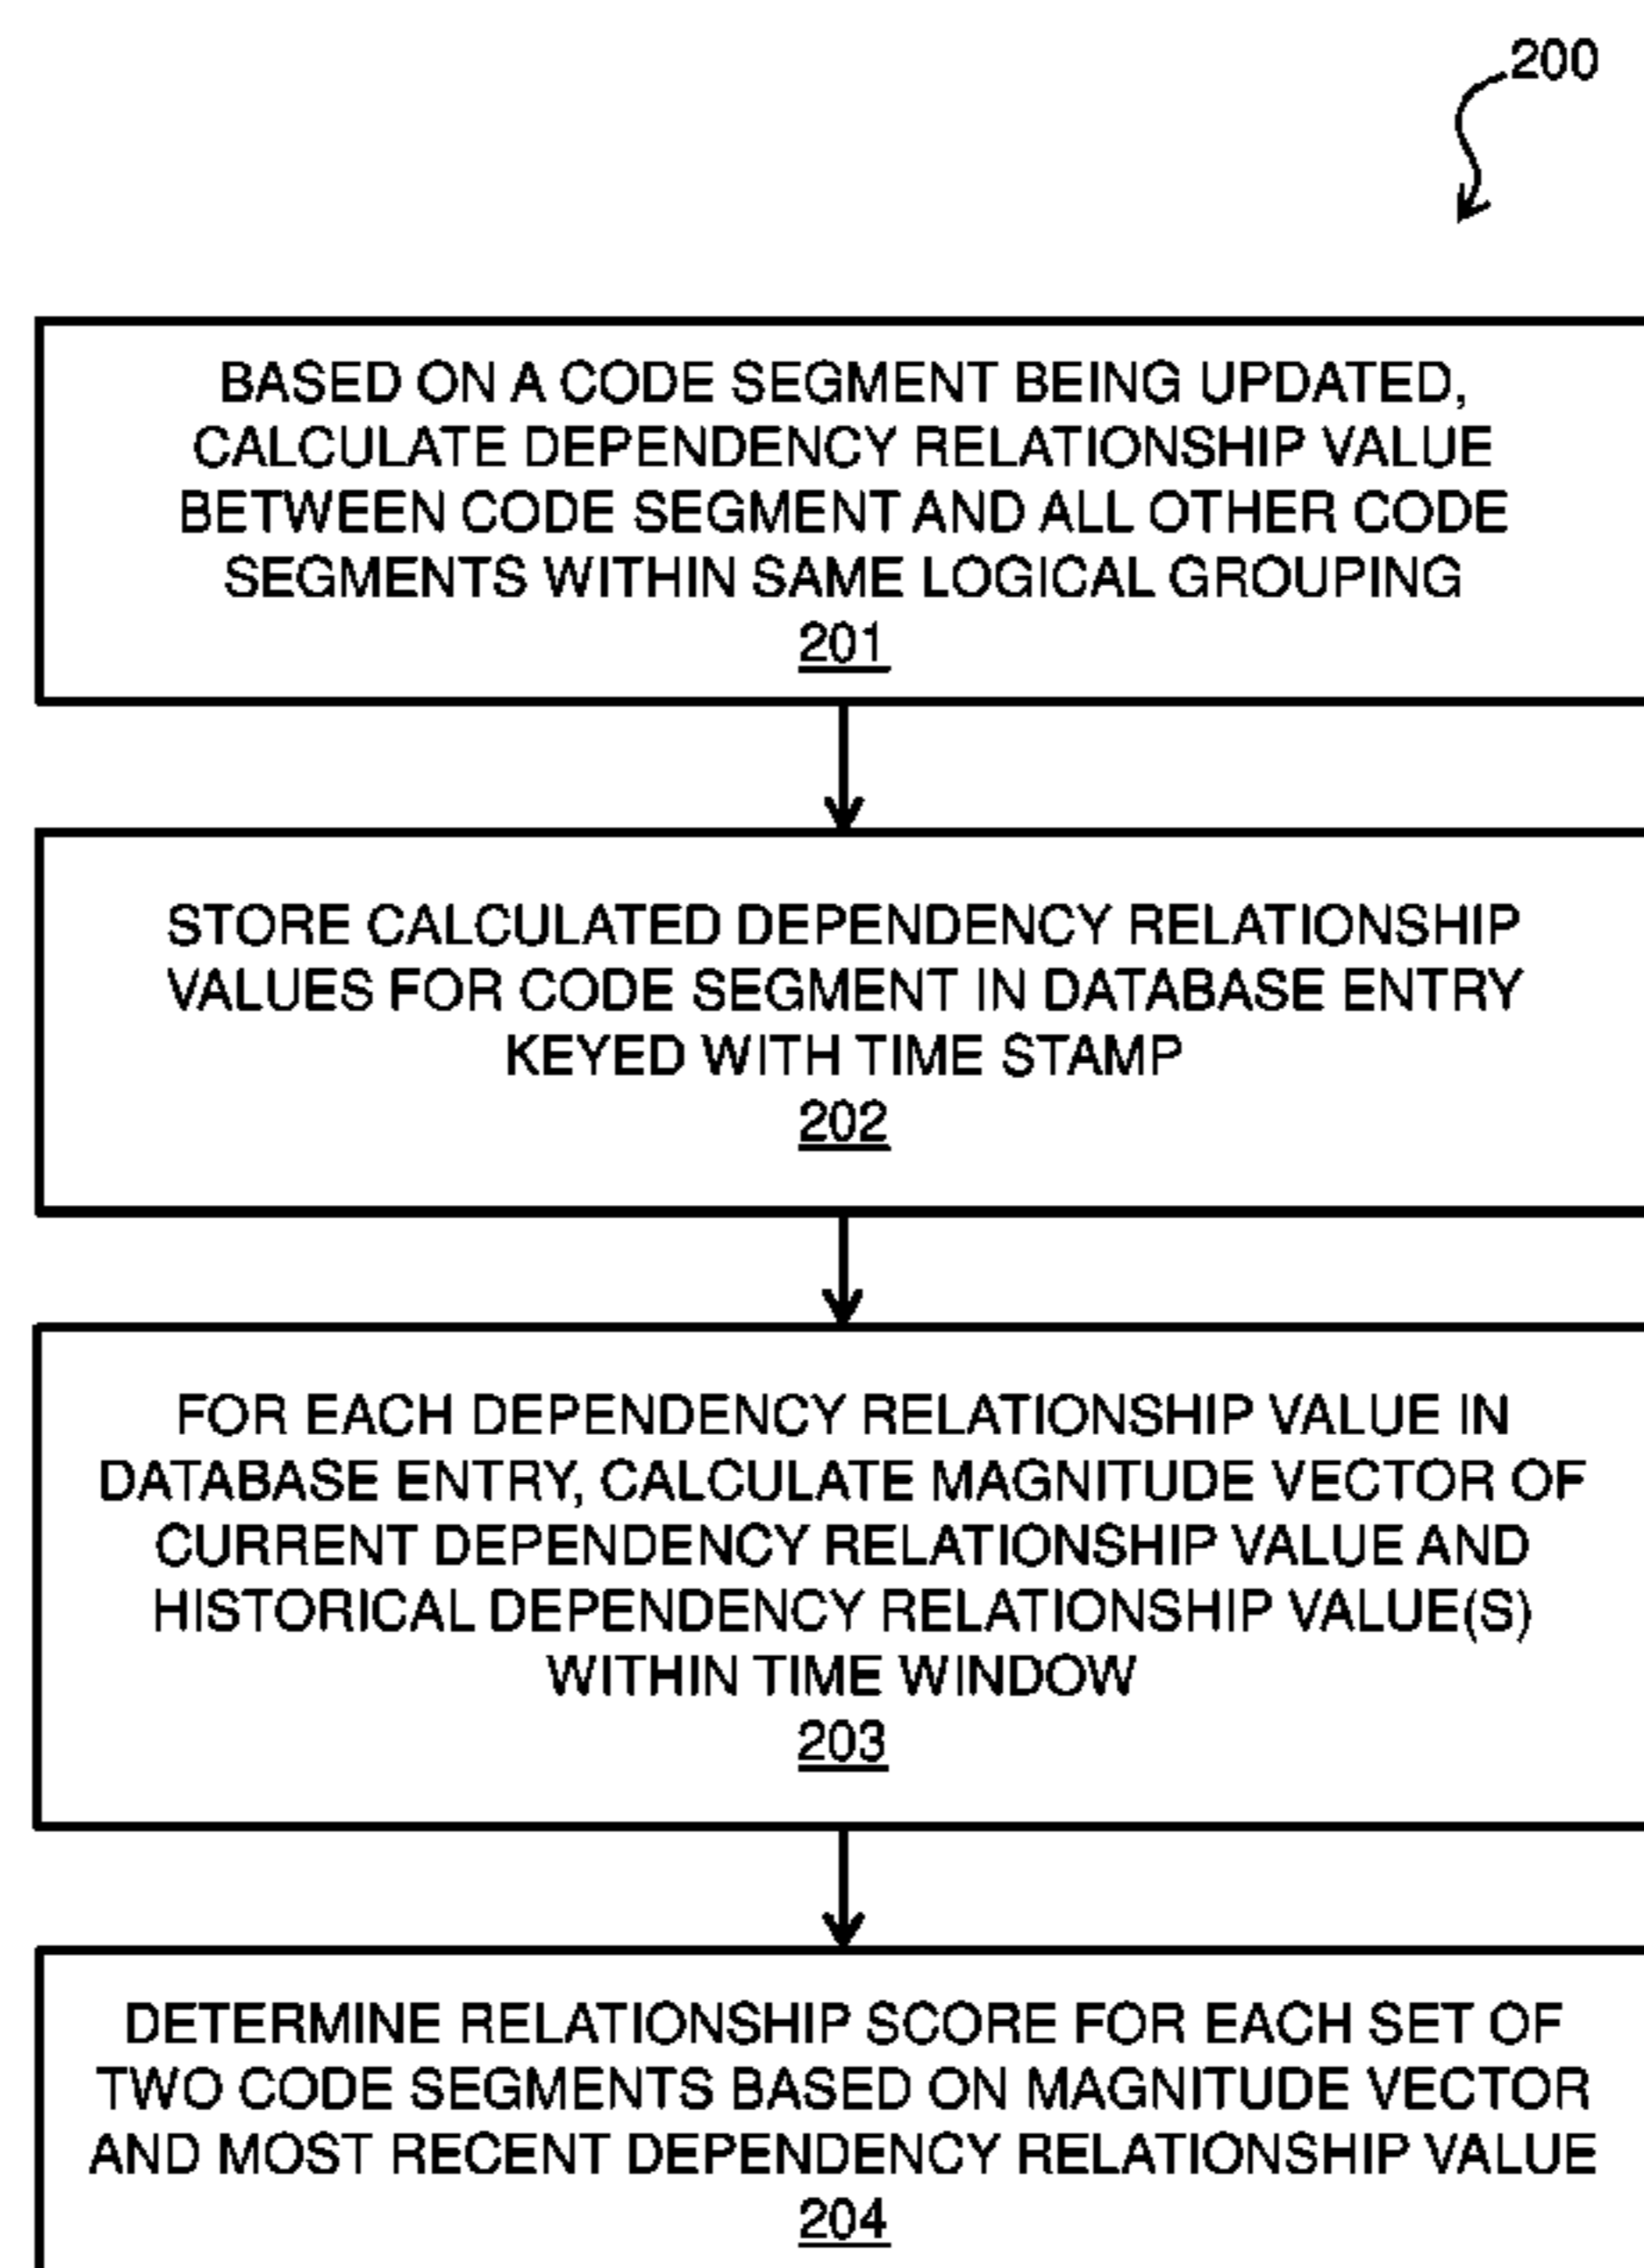 200
BASED ON A CODE SEGMENT BEING UPDATED,
CALCULATE DEPENDENCY RELATIONSHIP VALUE
BETWEEN CODE SEGMENT AND ALL OTHER CODE
SEGMENTS WITHIN SAME LOGICAL GROUPING
201
STORE CALCULATED DEPENDENCY RELATIONSHIP
VALUES FOR CODE SEGMENT IN DATABASE ENTRY
KEYED WITH TIME STAMP
202
FOR EACH DEPENDENCY RELATIONSHIP VALUE IN
DATABASE ENTRY, CALCULATE MAGNITUDE VECTOR OF
CURRENT DEPENDENCY RELATIONSHIP VALUE AND
HISTORICAL DEPENDENCY RELATIONSHIP VALUE(S)
WITHIN TIME WINDOW
203
DETERMINE RELATIONSHIP SCORE FOR EACH SET OF
TWO CODE SEGMENTS BASED ON MAGNITUDE VECTOR
AND MOST RECENT DEPENDENCY RELATIONSHIP VALUE
204